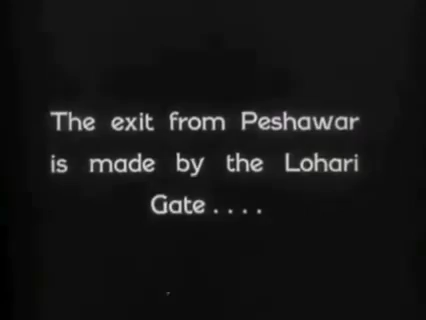 The exit from Peshawar
is made by the Lohari
Gate....